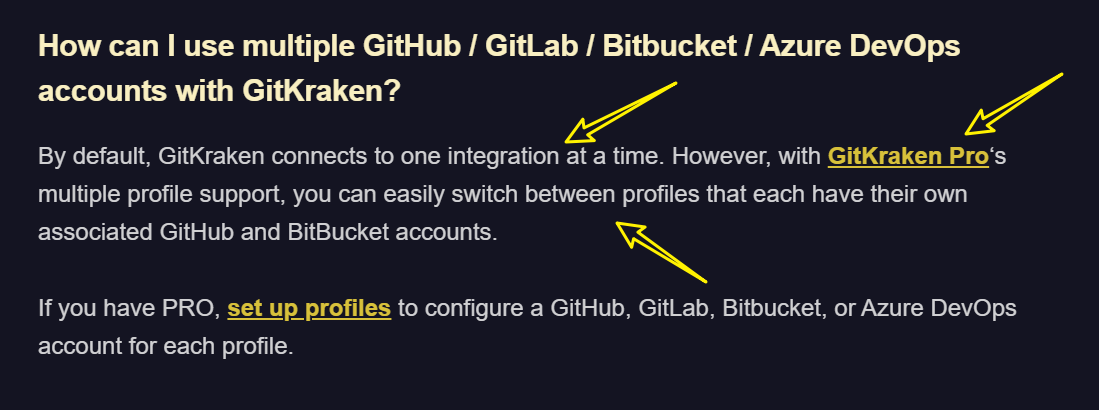 How can I use multiple GitHub / GitLab / Bitbucket / Azure DevOps
accounts with GitKraken?
By default, GitKraken connects to one integration at a time. However, with GitKraken Pro‘s
multiple profile support, you can easily switch between profiles that each have their own
associated GitHub and BitBucket accounts.
If you have PRO, set up profiles to configure a GitHub, GitLab, Bitbucket, or Azure DevOps
account for each profile.